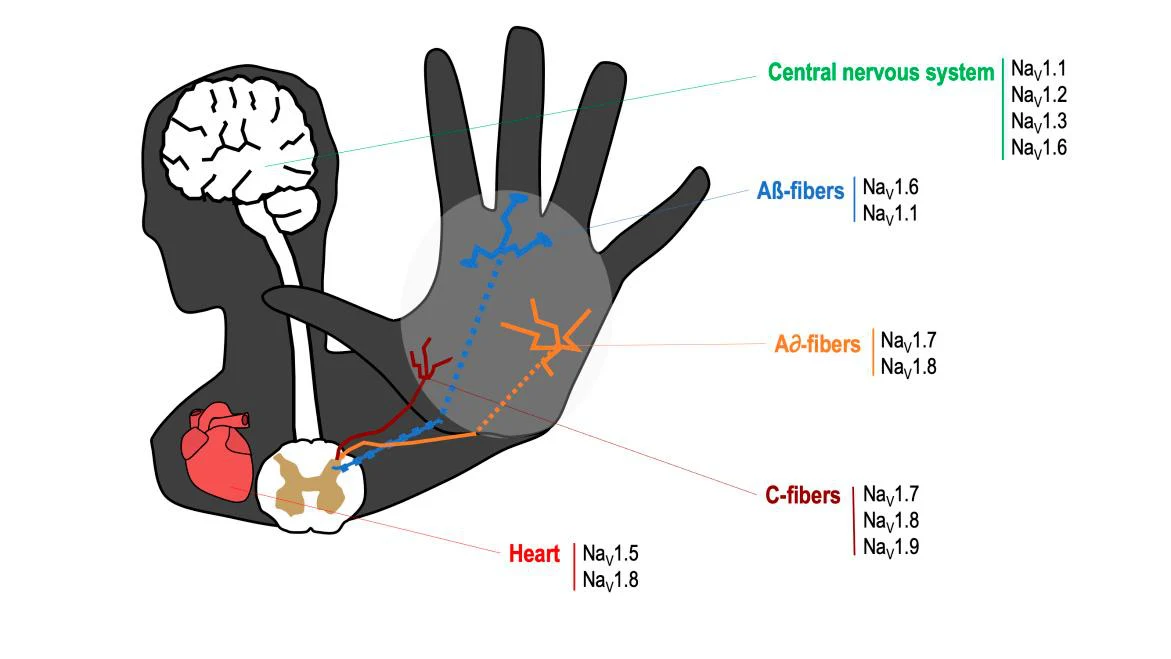 Central nervous system
NaV1.1
NaV1.2
NaV1.3
NaV1.6
Aß-fibers
NaV1.6
NaV1.1
A∂-fibers
NaV1.7
NaV1.8
C-fibers
NaV1.7
NaV1.8
NaV1.9
Heart
NaV1.5
NaV1.8